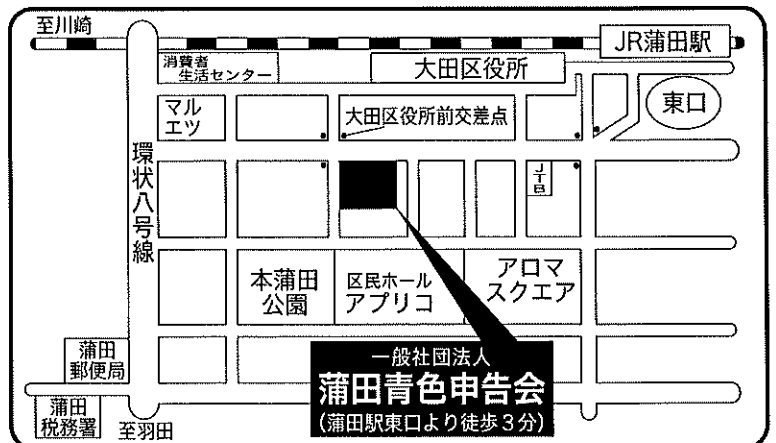 至川崎
JR蒲田駅
消費者
生活センター
大田区役所
マル
エツ
大田区役所前交差点
東口
環状八号線
JTB
本蒲田
公園
区民ホール
アプリコ
アロマ
スクエア
蒲田
郵便局
一般社団法人
蒲田青色申告会
(蒲田駅東口より徒歩3分)
蒲田
税務署
至羽田